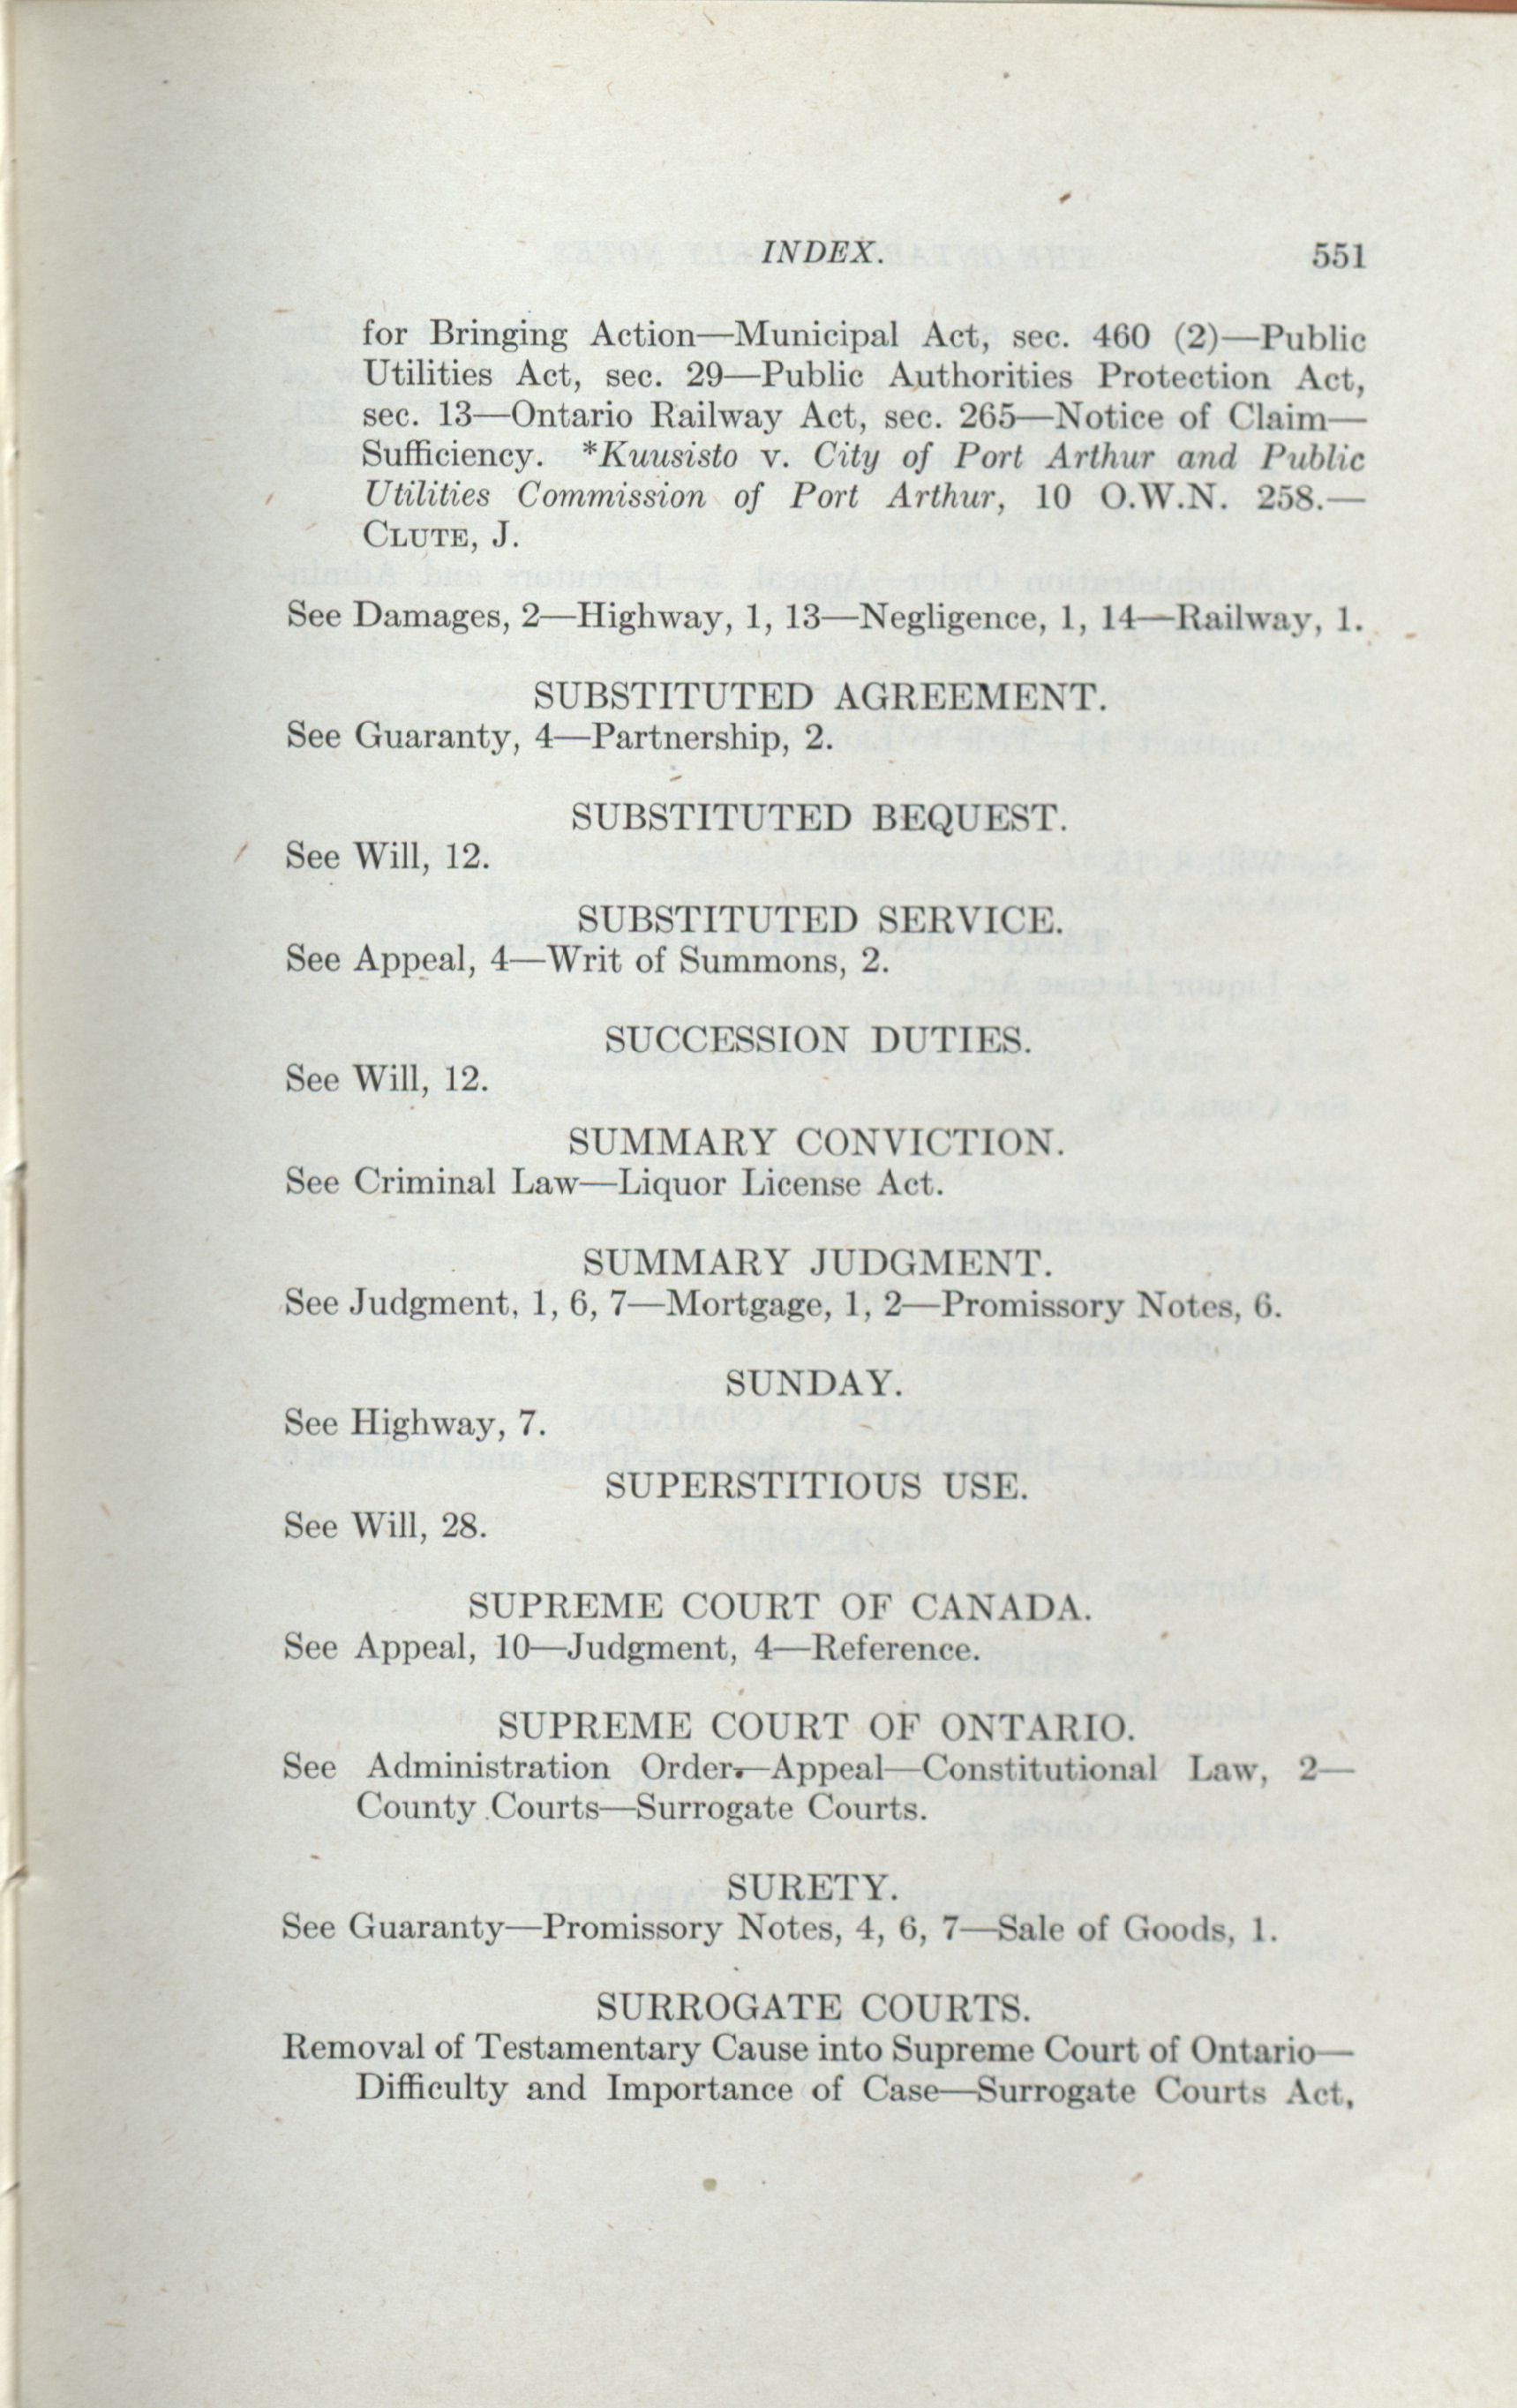 INDEX. 551
for Bringing Action—Municipal Act, sec. 460 (2)—Public
Utilities Act, sec. 29—Public Authorities Protection Act,
sec. 13—Ontario Railway Act, sec. 265—Notice of Claim—
Sufficiency. *Kuusisto v. City of Port Arthur and Public
Utilities Commission of Port Arthur, 10 O.W.N. 258.—
CLUTE, J.
See Damages, 2—Highway, 1, 13—Negligence, 1, 14—Railway, 1.
SUBSTITUTED AGREEMENT.
See Guaranty, 4—Partnership, 2.
SUBSTITUTED BEQUEST.
See Will, 12.
SUBSTITUTED SERVICE.
See Appeal, 4—Writ of Summons, 2.
SUCCESSION DUTIES.
See Will, 12.
SUMMARY CONVICTION.
See Criminal Law—Liquor License Act.
SUMMARY JUDGMENT.
See Judgment, 1, 6, 7—Mortgage, 1, 2—Promissory Notes, 6.
SUNDAY.
See Highway, 7.
SUPERSTITIOUS USE.
See Will, 28.
SUPREME COURT OF CANADA.
See Appeal, 10—Judgment, 4—Reference.
SUPREME COURT OF ONTARIO.
See Administration Order.—Appeal—Constitutional Law, 2—
County Courts—Surrogate Courts.
SURETY.
See Guaranty—Promissory Notes, 4, 6, 7—Sale of Goods, 1.
SURROGATE COURTS.
Removal of Testamentary Cause into Supreme Court of Ontario—
Difficulty and Importance of Case—Surrogate Courts Act,